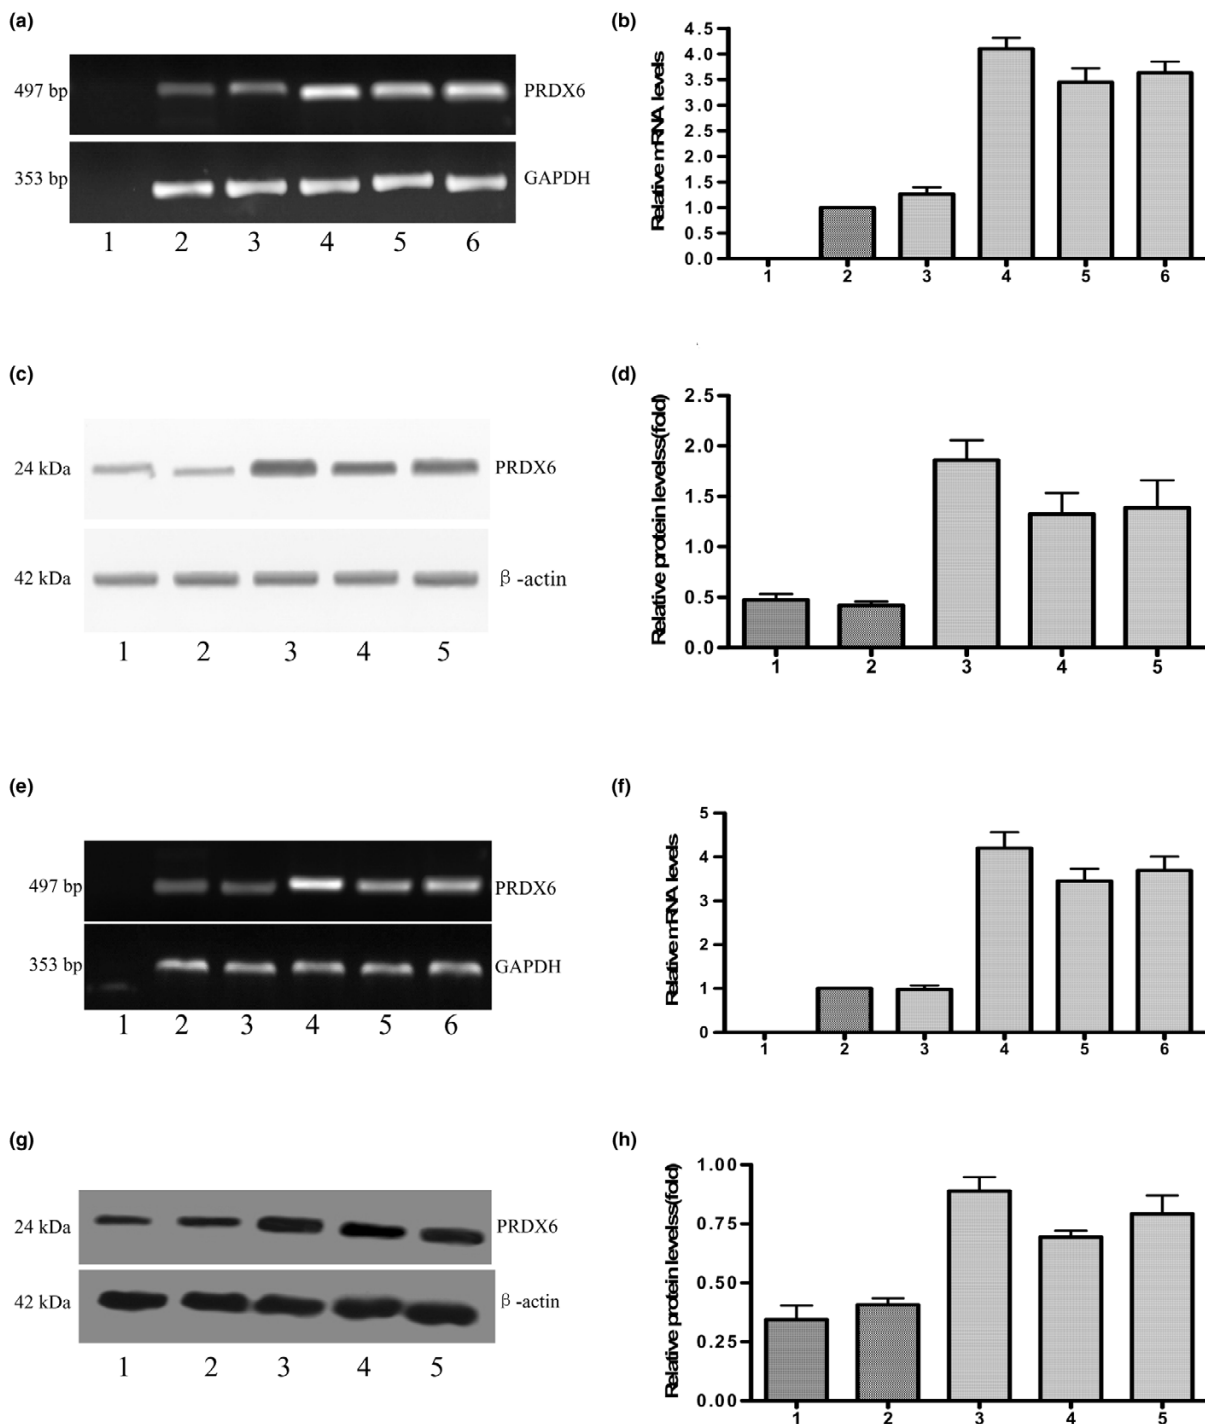 (a)
497 bp
PRDX6
353 bp
GAPDH
1 2 3 4 5 6
(b)
Relative mRNA levels
4.5
4.0
3.5
3.0
2.5
2.0
1.5
1.0
0.5
0.0
1 2 3 4 5 6
(c)
24 kDa
PRDX6
42 kDa
β-actin
1 2 3 4 5
(d)
Relative protein levelss(fold)
2.5
2.0
1.5
1.0
0.5
0.0
1 2 3 4 5
(e)
497 bp
PRDX6
353 bp
GAPDH
1 2 3 4 5 6
(f)
Relative mRNA levels
5
4
3
2
1
0
1 2 3 4 5 6
(g)
24 kDa
PRDX6
42 kDa
β-actin
1 2 3 4 5
(h)
Relative protein levelss(fold)
1.00
0.75
0.50
0.25
0.00
1 2 3 4 5